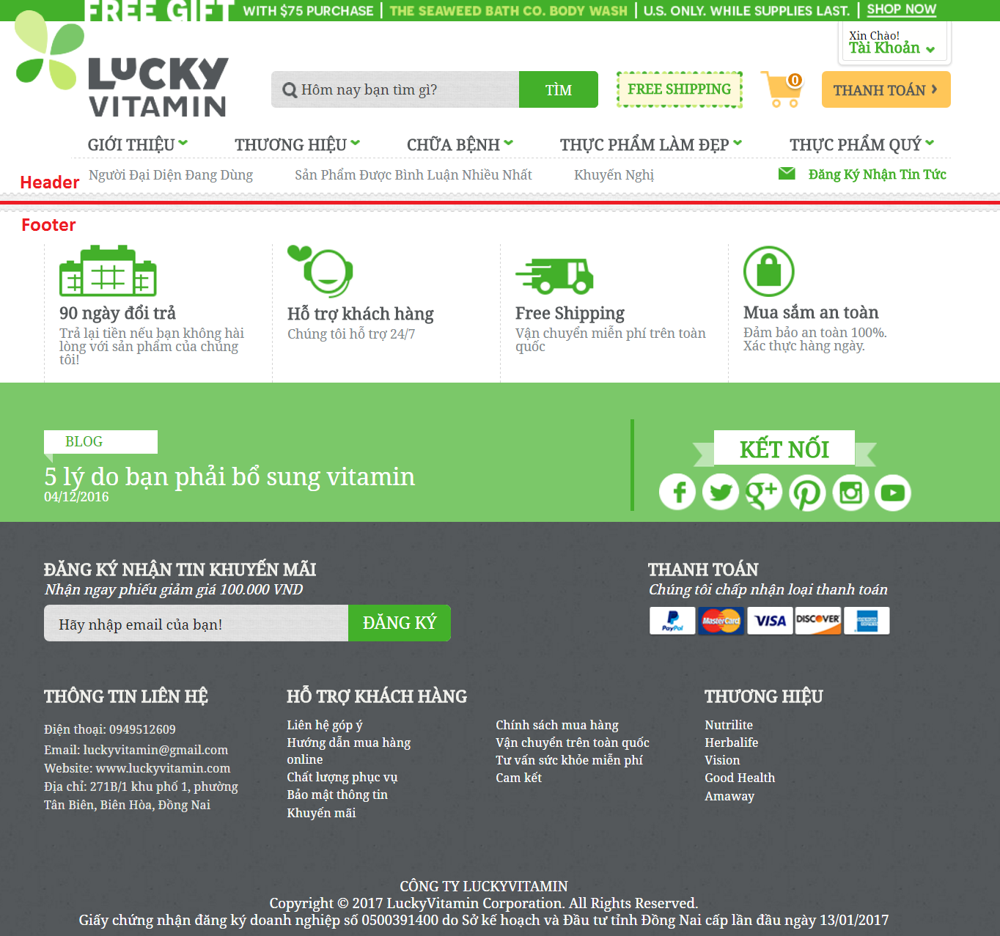 FREE GIFT WITH $75 PURCHASE | THE SEAWEED BATH CO. BODY WASH | U.S. ONLY. WHILE SUPPLIES LAST. | SHOP NOW
Xin Chào!
Tài Khoản
LUCKY
VITAMIN
Hôm nay bạn tìm gì?
TÌM
FREE SHIPPING
0
THANH TOÁN
GIỚI THIỆU
THƯƠNG HIỆU
CHỮA BỆNH
THỰC PHẨM LÀM ĐẸP
THỰC PHẨM QUÝ
Người Đại Diện Đang Dùng
Sản Phẩm Được Bình Luận Nhiều Nhất
Khuyến Nghị
Đăng Ký Nhận Tin Tức
Header
Footer
90 ngày đổi trả
Trả lại tiền nếu bạn không hài
lòng với sản phẩm của chúng
tôi!
Hỗ trợ khách hàng
Chúng tôi hỗ trợ 24/7
Free Shipping
Vận chuyển miễn phí trên toàn
quốc
Mua sắm an toàn
Đảm bảo an toàn 100%.
Xác thực hàng ngày.
BLOG
5 lý do bạn phải bổ sung vitamin
04/12/2016
KẾT NỐI
ĐĂNG KÝ NHẬN TIN KHUYẾN MÃI
Nhận ngay phiếu giảm giá 100.000 VND
Hãy nhập email của bạn!
ĐĂNG KÝ
THANH TOÁN
Chúng tôi chấp nhận loại thanh toán
PayPal
MasterCard
VISA
DISCOVER
AMERICAN EXPRESS
THÔNG TIN LIÊN HỆ
Điện thoại: 0949512609
Email: luckyvitamin@gmail.com
Website: www.luckyvitamin.com
Địa chỉ: 271B/1 khu phố 1, phường
Tân Biên, Biên Hòa, Đồng Nai
HỖ TRỢ KHÁCH HÀNG
Liên hệ góp ý
Hướng dẫn mua hàng
online
Chất lượng phục vụ
Bảo mật thông tin
Khuyến mãi
Chính sách mua hàng
Vận chuyển trên toàn quốc
Tư vấn sức khỏe miễn phí
Cam kết
THƯƠNG HIỆU
Nutrilite
Herbalife
Vision
Good Health
Amaway
CÔNG TY LUCKYVITAMIN
Copyright © 2017 LuckyVitamin Corporation. All Rights Reserved.
Giấy chứng nhận đăng ký doanh nghiệp số 0500391400 do Sở kế hoạch và Đầu tư tỉnh Đồng Nai cấp lần đầu ngày 13/01/2017